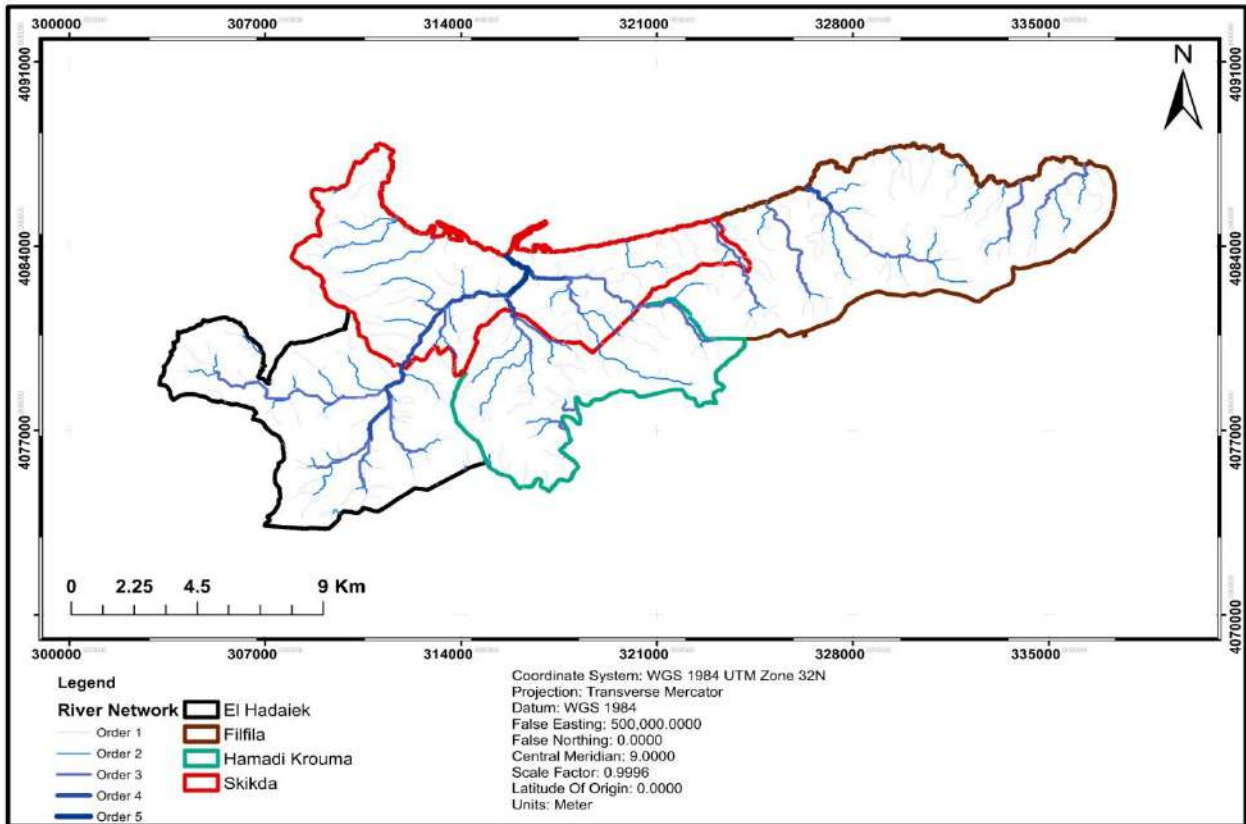 300000 307000 314000 321000 328000 335000
4091000 4091000
N
4084000 4084000
4077000 4077000
0 2.25 4.5 9 Km
4070000 4070000
300000 307000 314000 321000 328000 335000
Legend
River Network
Order 1
Order 2
Order 3
Order 4
Order 5
El Hadaiek
Filfila
Hamadi Krouma
Skikda
Coordinate System: WGS 1984 UTM Zone 32N
Projection: Transverse Mercator
Datum: WGS 1984
False Easting: 500,000.0000
False Northing: 0.0000
Central Meridian: 9.0000
Scale Factor: 0.9996
Latitude Of Origin: 0.0000
Units: Meter